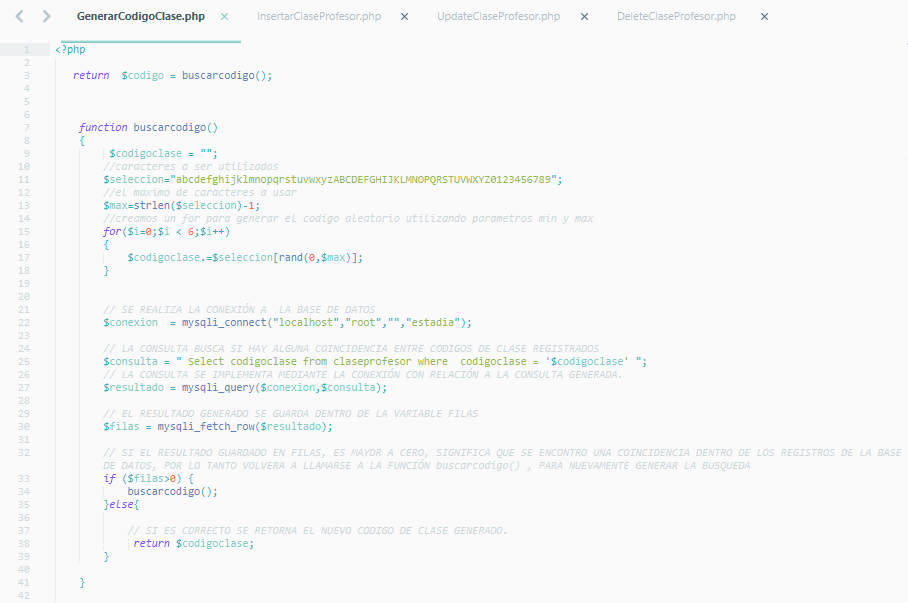 GenerarCodigoClase.php × InsertarClaseProfesor.php × UpdateClaseProfesor.php × DeleteClaseProfesor.php ×
1 <?php
2
3 return $codigo = buscarcodigo();
4
5
6
7 function buscarcodigo()
8 {
9 $codigoclase = "";
10 //caracteres a ser utilizados
11 $seleccion="abcdefghijklmnopqrstuvwxyzABCDEFGHIJKLMNOPQRSTUVWXYZ0123456789";
12 //el maximo de caracteres a usar
13 $max=strlen($seleccion)-1;
14 //creamos un for para generar el codigo aleatorio utilizando parametros min y max
15 for($i=0;$i < 6;$i++)
16 {
17 $codigoclase.=$seleccion[rand(0,$max)];
18 }
19
20
21 // SE REALIZA LA CONEXIÓN A LA BASE DE DATOS
22 $conexion = mysqli_connect("localhost","root","","estadia");
23
24 // LA CONSULTA BUSCA SI HAY ALGUNA COINCIDENCIA ENTRE CODIGOS DE CLASE REGISTRADOS
25 $consulta = " Select codigoclase from claseprofesor where codigoclase = '$codigoclase' ";
26 // LA CONSULTA SE IMPLEMENTA MEDIANTE LA CONEXIÓN CON RELACIÓN A LA CONSULTA GENERADA.
27 $resultado = mysqli_query($conexion,$consulta);
28
29 // EL RESULTADO GENERADO SE GUARDA DENTRO DE LA VARIABLE FILAS
30 $filas = mysqli_fetch_row($resultado);
31
32 // SI EL RESULTADO GUARDADO EN FILAS, ES MAYOR A CERO, SIGNIFICA QUE SE ENCONTRO UNA COINCIDENCIA DENTRO DE LOS REGISTROS DE LA BASE
DE DATOS, POR LO TANTO VOLVERA A LLAMARSE A LA FUNCIÓN buscarcodigo() , PARA NUEVAMENTE GENERAR LA BUSQUEDA
33 if ($filas>0) {
34 buscarcodigo();
35 }else{
36
37 // SI ES CORRECTO SE RETORNA EL NUEVO CODIGO DE CLASE GENERADO.
38 return $codigoclase;
39 }
40
41 }
42